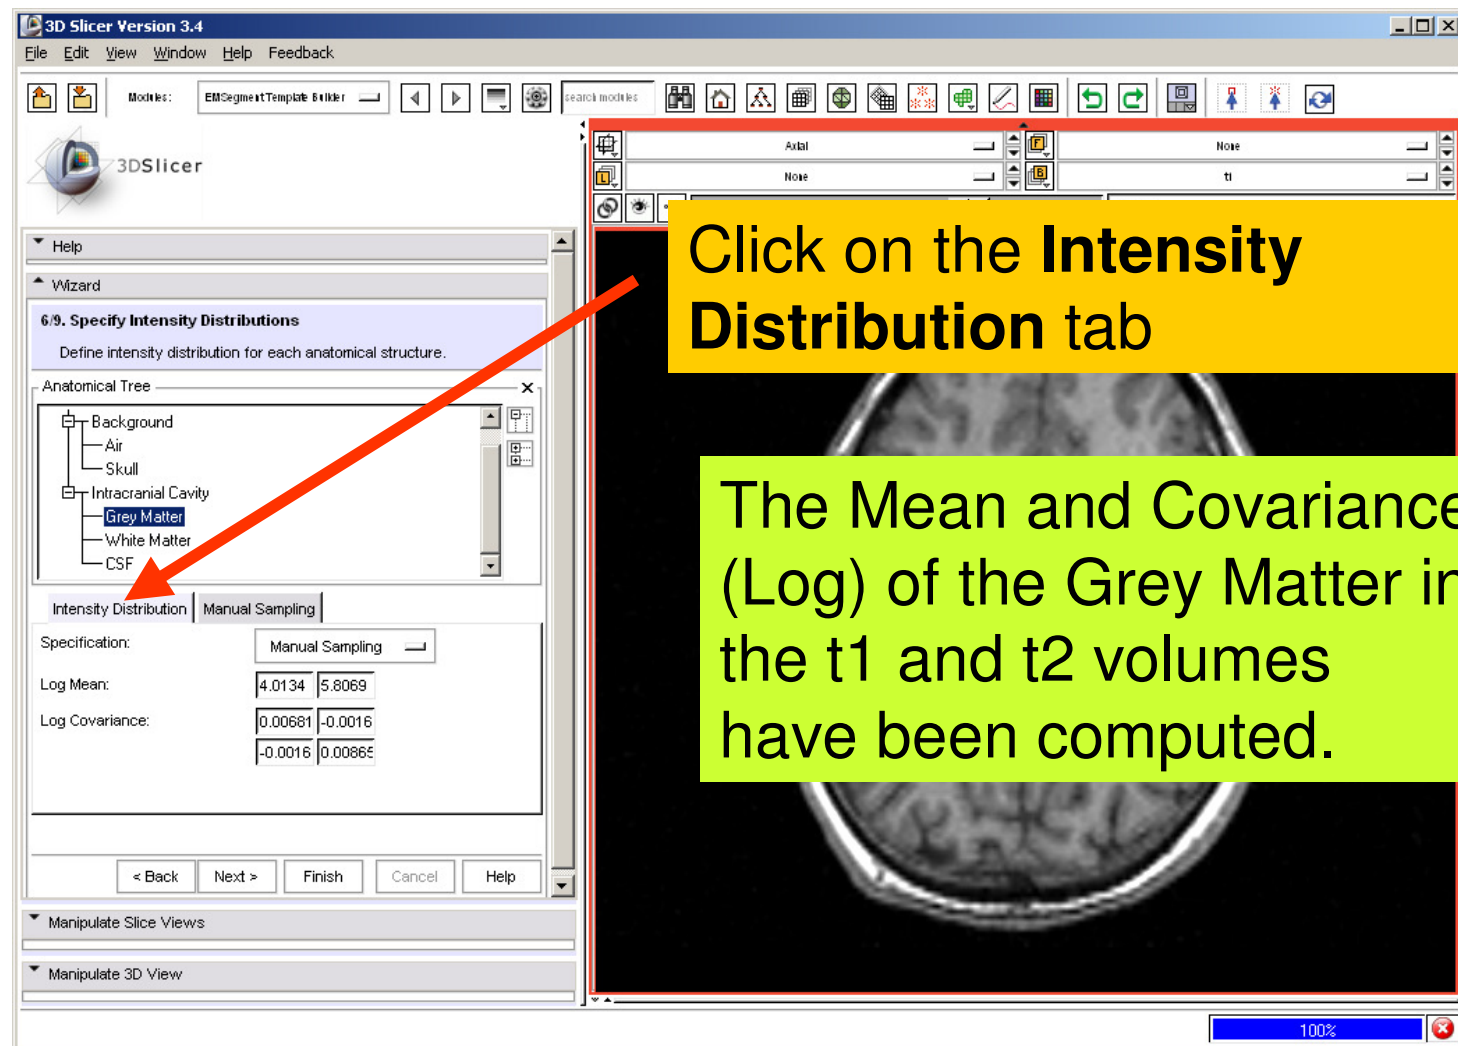 3D Slicer Version 3.4
File Edit View Window Help Feedback
Modules: EMSegmentTemplate Builder search modules
3DSlicer
Axial None
None t1
Help
Wizard
6/9. Specify Intensity Distributions
Define intensity distribution for each anatomical structure.
Anatomical Tree
Background
Air
Skull
Intracranial Cavity
Grey Matter
White Matter
CSF
Intensity Distribution Manual Sampling
Specification: Manual Sampling
Log Mean: 4.0134 5.8069
Log Covariance: 0.00681 -0.0016
-0.0016 0.00865
< Back Next > Finish Cancel Help
Manipulate Slice Views
Manipulate 3D View
Click on the Intensity
Distribution tab
The Mean and Covariance
(Log) of the Grey Matter in
the t1 and t2 volumes
have been computed.
100%